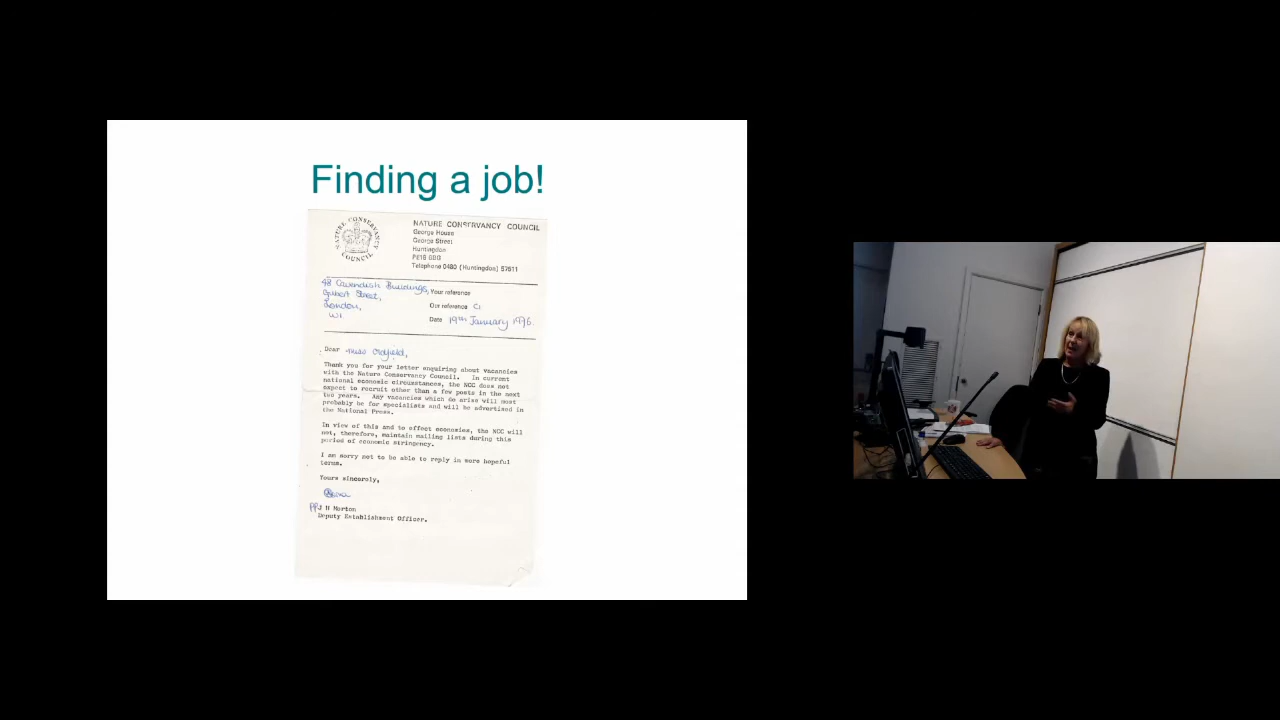 Finding a job!
NATURE CONSERVANCY COUNCIL
NATURE CONSERVANCY COUNCIL
George House
George Street
Huntingdon
Telephone 0480 (Huntingdon)
48 Cavendish Buildings,
Your reference
Street,
London,
Our reference
W1.
Date 19th January 1976.
Dear Miss Oldfield,
Thank you for your letter enquiring about vacancies
with the Nature Conservancy Council. In current
national economic circumstances, the NCC does not
expect to recruit other than a few posts in the next
two years. Any vacancies which do arise will most
probably be for specialists and will be advertised in
the National Press.
In view of this and to effect economies, the NCC will
not, therefore, maintain mailing lists during this
period of economic stringency.
I am sorry not to be able to reply in more hopeful
terms.
Yours sincerely,
pp J H Morton
Deputy Establishment Officer.